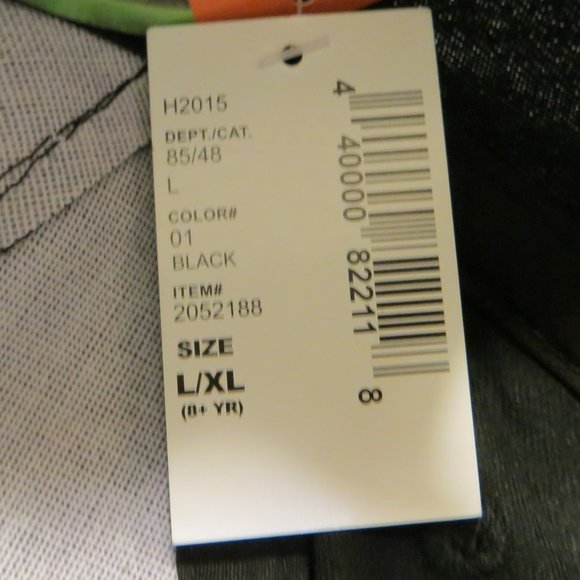 H2015
DEPT./CAT.
85/48
L
COLOR#
01
BLACK
ITEM#
2052188
SIZE
L/XL
(8+ YR)
4 40000 82211 8